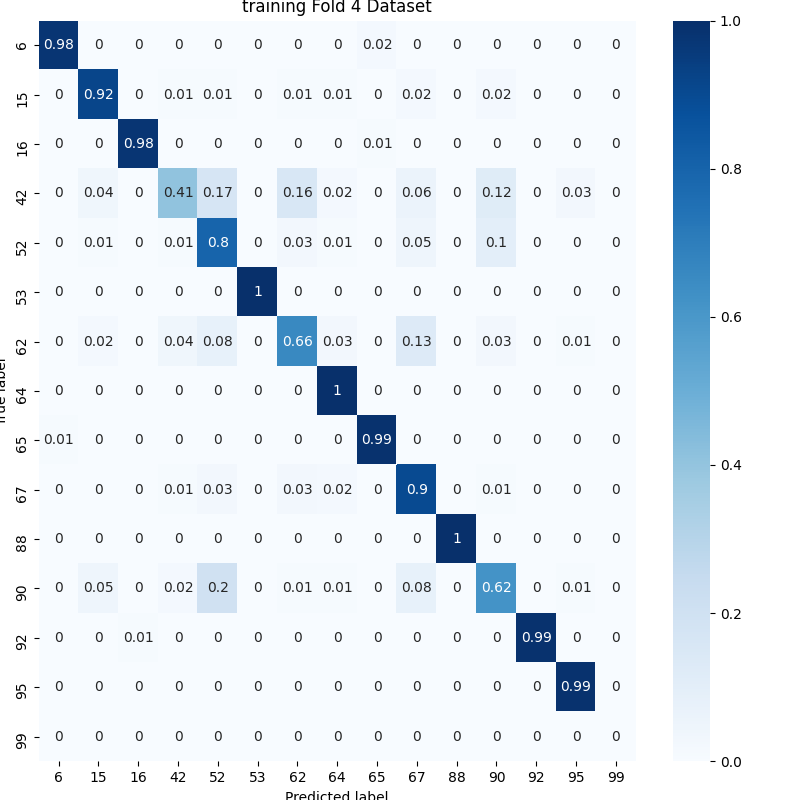 training Fold 4 Dataset
6 0.98 0 0 0 0 0 0 0 0.02 0 0 0 0 0 0
15 0 0.92 0 0.01 0.01 0 0.01 0.01 0 0.02 0 0.02 0 0 0
16 0 0 0.98 0 0 0 0 0 0.01 0 0 0 0 0 0
42 0 0.04 0 0.41 0.17 0 0.16 0.02 0 0.06 0 0.12 0 0.03 0
52 0 0.01 0 0.01 0.8 0 0.03 0.01 0 0.05 0 0.1 0 0 0
53 0 0 0 0 0 1 0 0 0 0 0 0 0 0 0
62 0 0.02 0 0.04 0.08 0 0.66 0.03 0 0.13 0 0.03 0 0.01 0
64 0 0 0 0 0 0 0 1 0 0 0 0 0 0 0
65 0.01 0 0 0 0 0 0 0 0.99 0 0 0 0 0 0
67 0 0 0 0.01 0.03 0 0.03 0.02 0 0.9 0 0.01 0 0 0
88 0 0 0 0 0 0 0 0 0 0 1 0 0 0 0
90 0 0.05 0 0.02 0.2 0 0.01 0.01 0 0.08 0 0.62 0 0.01 0
92 0 0 0.01 0 0 0 0 0 0 0 0 0 0.99 0 0
95 0 0 0 0 0 0 0 0 0 0 0 0 0 0.99 0
99 0 0 0 0 0 0 0 0 0 0 0 0 0 0 0
6 15 16 42 52 53 62 64 65 67 88 90 92 95 99
Predicted label
True label
1.0
0.8
0.6
0.4
0.2
0.0